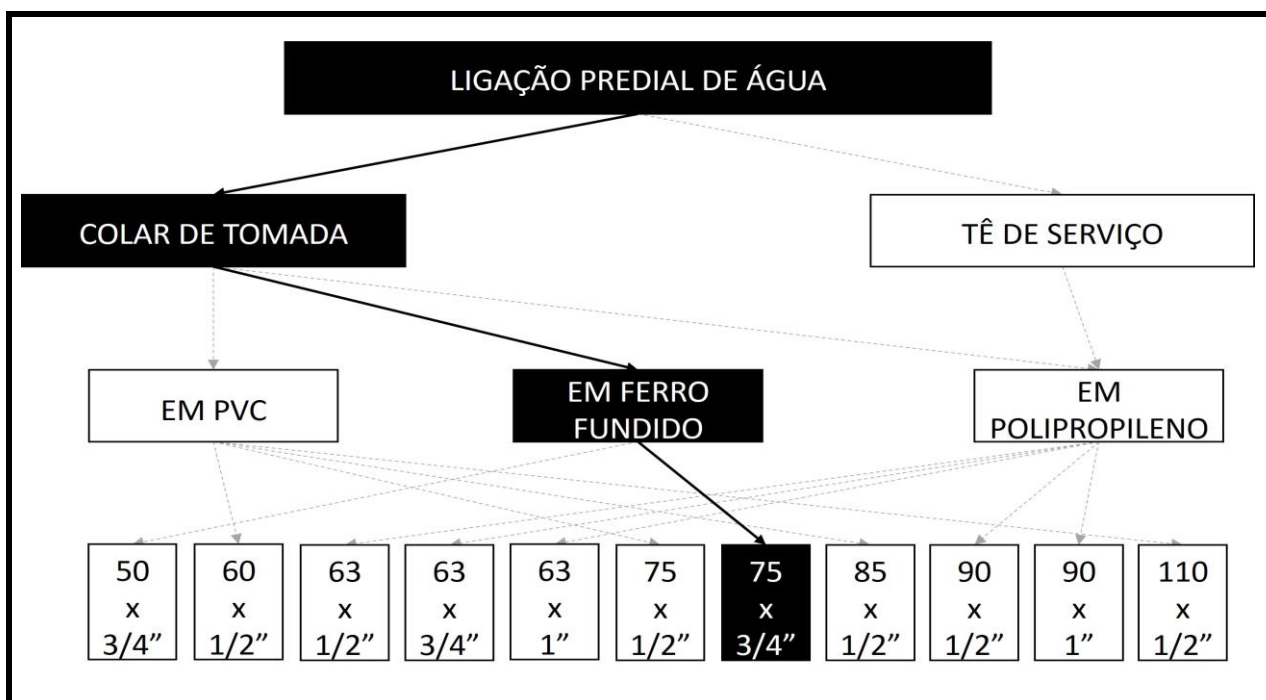 LIGAÇÃO PREDIAL DE ÁGUA
COLAR DE TOMADA
TÊ DE SERVIÇO
EM PVC
EM FERRO
FUNDIDO
EM
POLIPROPILENO
50
x
3/4”
60
x
1/2”
63
x
1/2”
63
x
3/4”
63
x
1”
75
x
1/2”
75
x
3/4”
85
x
1/2”
90
x
1/2”
90
x
1”
110
x
1/2”